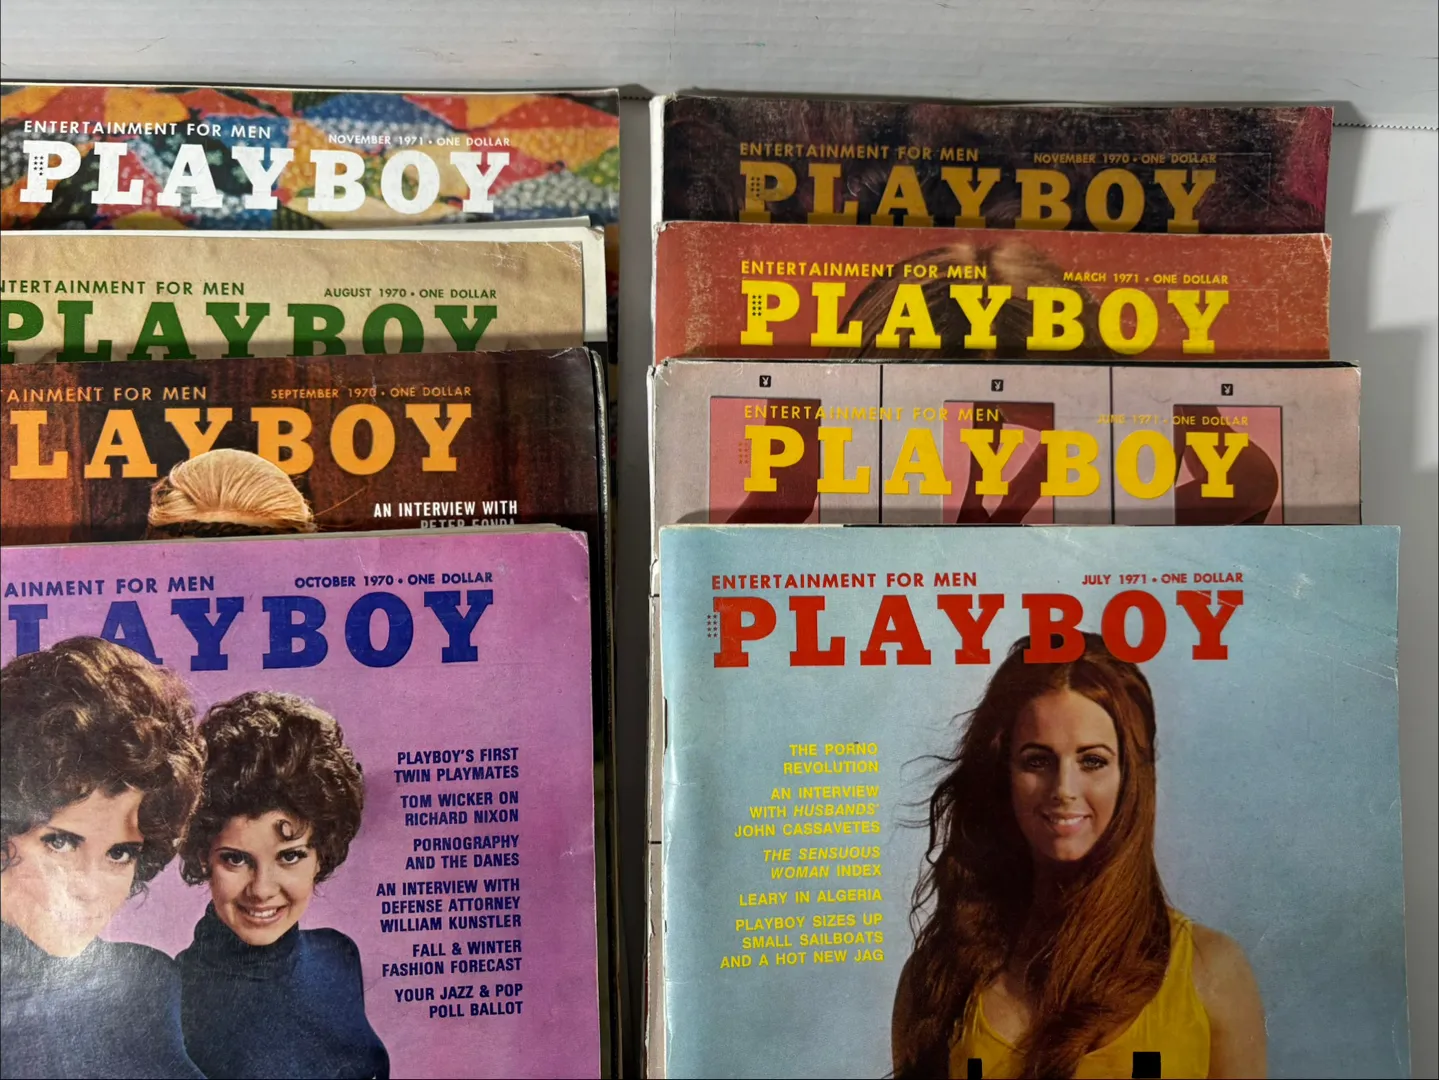 ENTERTAINMENT FOR MEN
NOVEMBER 1971 • ONE DOLLAR
PLAYBOY
NTERTAINMENT FOR MEN
AUGUST 1970 • ONE DOLLAR
PLAYBOY
TAINMENT FOR MEN
SEPTEMBER 1970 • ONE DOLLAR
LAYBOY
AN INTERVIEW WITH
PETER FONDA
AINMENT FOR MEN
OCTOBER 1970 • ONE DOLLAR
LAYBOY
PLAYBOY'S FIRST
TWIN PLAYMATES
TOM WICKER ON
RICHARD NIXON
PORNOGRAPHY
AND THE DANES
AN INTERVIEW WITH
DEFENSE ATTORNEY
WILLIAM KUNSTLER
FALL & WINTER
FASHION FORECAST
YOUR JAZZ & POP
POLL BALLOT
ENTERTAINMENT FOR MEN
NOVEMBER 1970 • ONE DOLLAR
PLAYBOY
ENTERTAINMENT FOR MEN
MARCH 1971 • ONE DOLLAR
PLAYBOY
ENTERTAINMENT FOR MEN
JUNE 1971 • ONE DOLLAR
PLAYBOY
ENTERTAINMENT FOR MEN
JULY 1971 • ONE DOLLAR
PLAYBOY
THE PORNO
REVOLUTION
AN INTERVIEW
WITH HUSBANDS'
JOHN CASSAVETES
THE SENSUOUS
WOMAN INDEX
LEARY IN ALGERIA
PLAYBOY SIZES UP
SMALL SAILBOATS
AND A HOT NEW JAG